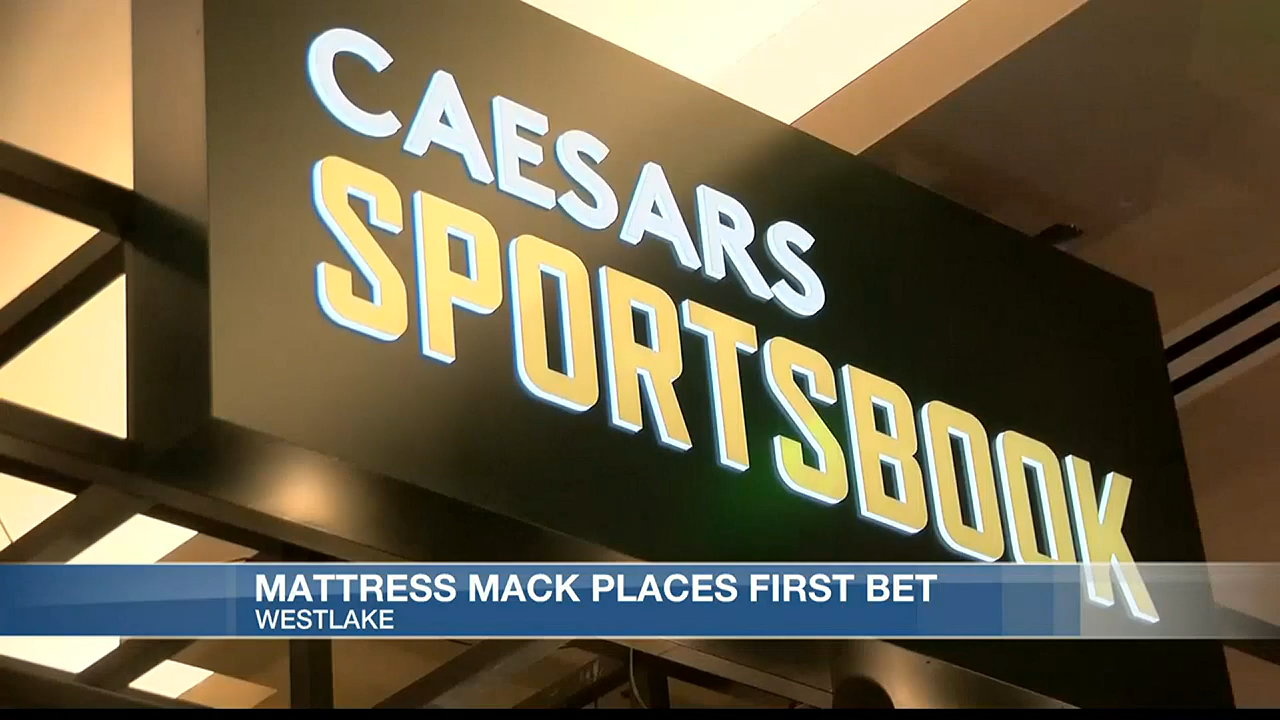 CAESARS
SPORTSBOOK
MATTRESS MACK PLACES FIRST BET
WESTLAKE